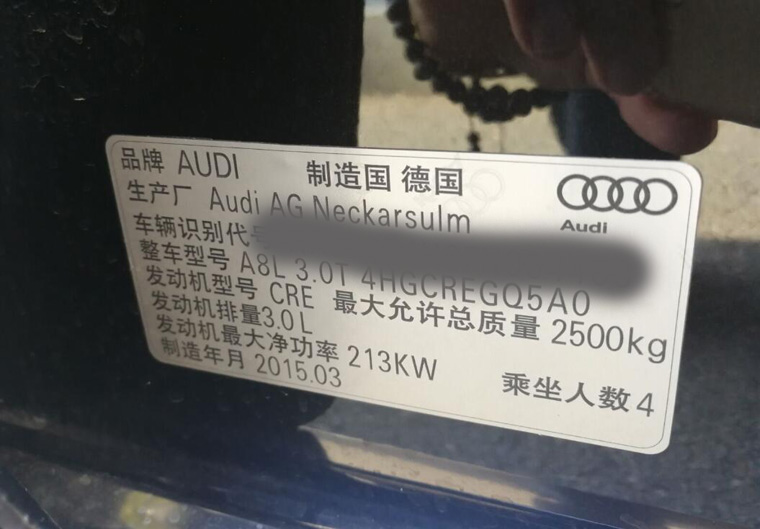 品牌 AUDI
制造国 德国
生产厂 Audi AG Neckarsulm
Audi
车辆识别代号
整车型号 A8L 3.0T 4HGCREGQ5A0
发动机型号 CRE 最大允许总质量 2500kg
发动机排量3.0L
发动机最大净功率 213KW
制造年月 2015.03
乘坐人数 4